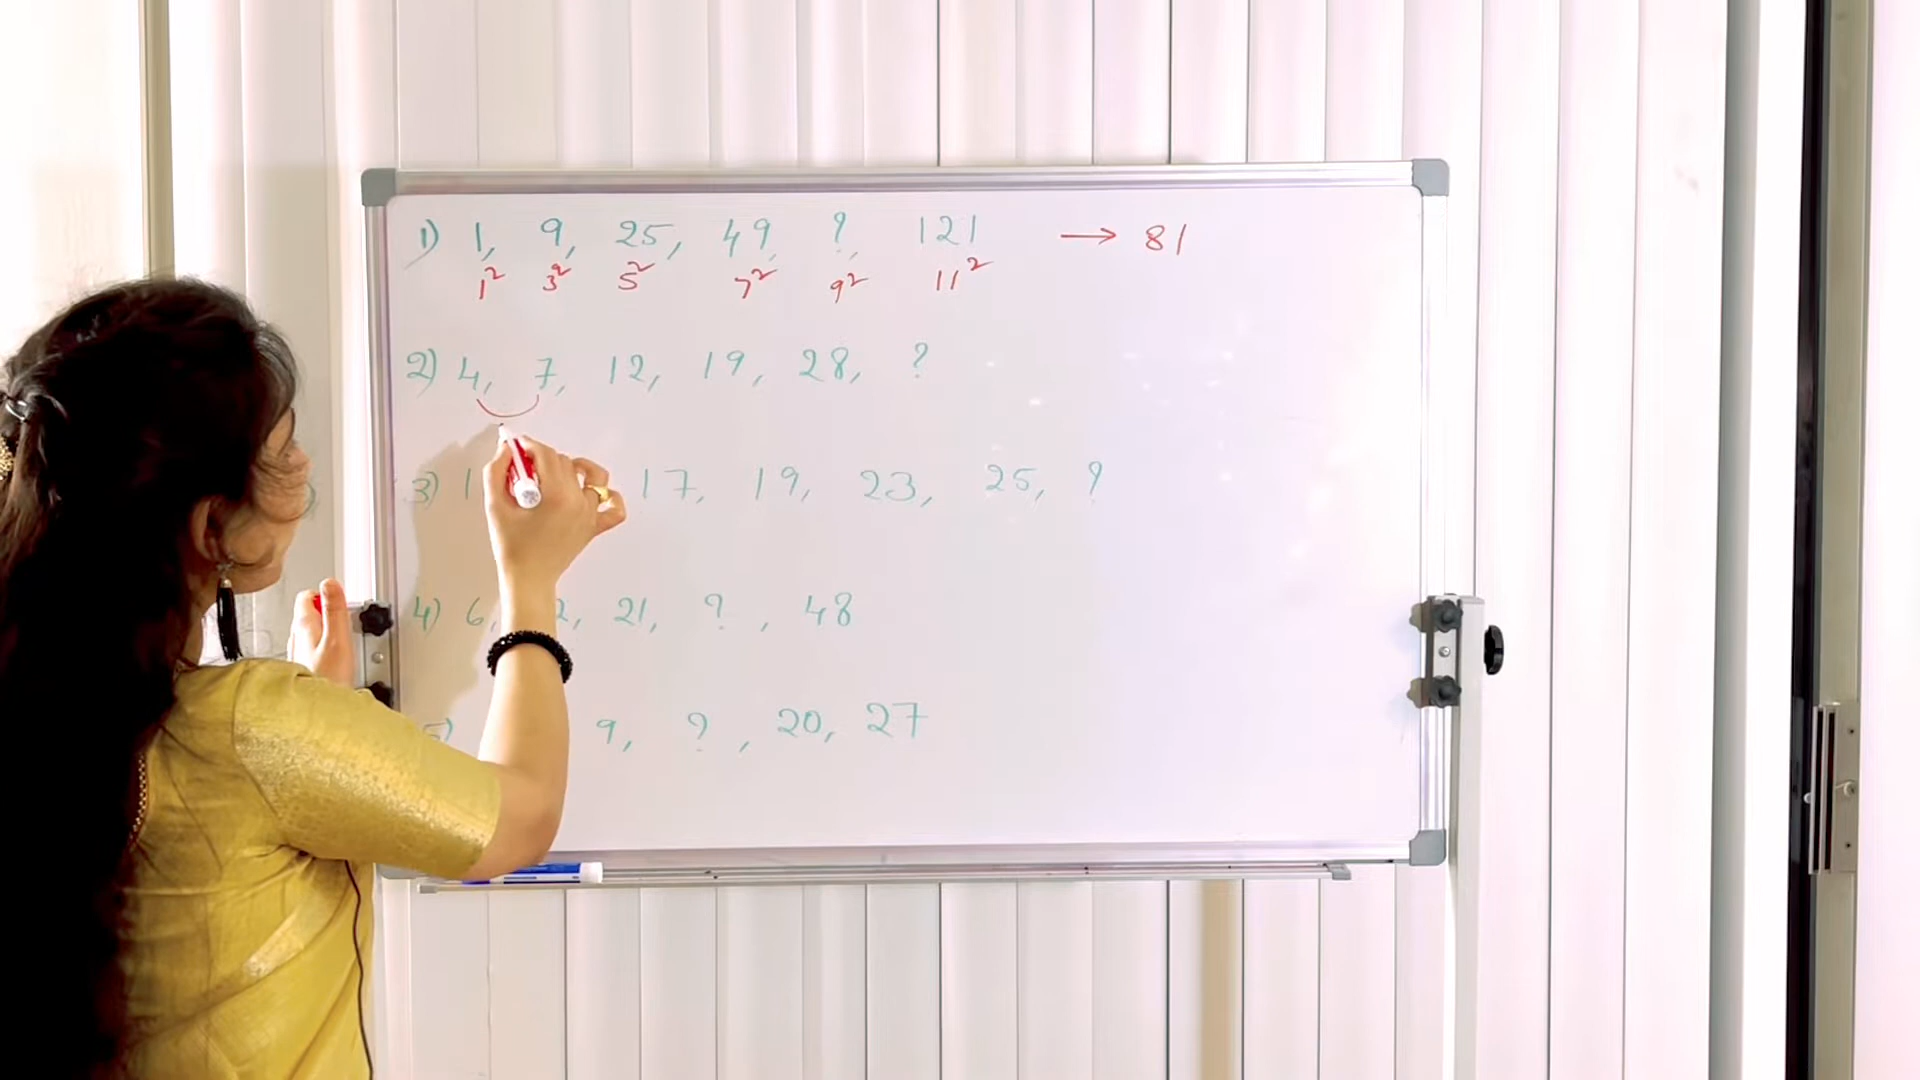 1) 1, 9, 25, 49, ?, 121 → 81
1² 3² 5² 7² 9² 11²
2) 4, 7, 12, 19, 28, ?
3) 1 17, 19, 23, 25, ?
4) 6, 2, 21, ?, 48
5) 9, ?, 20, 27